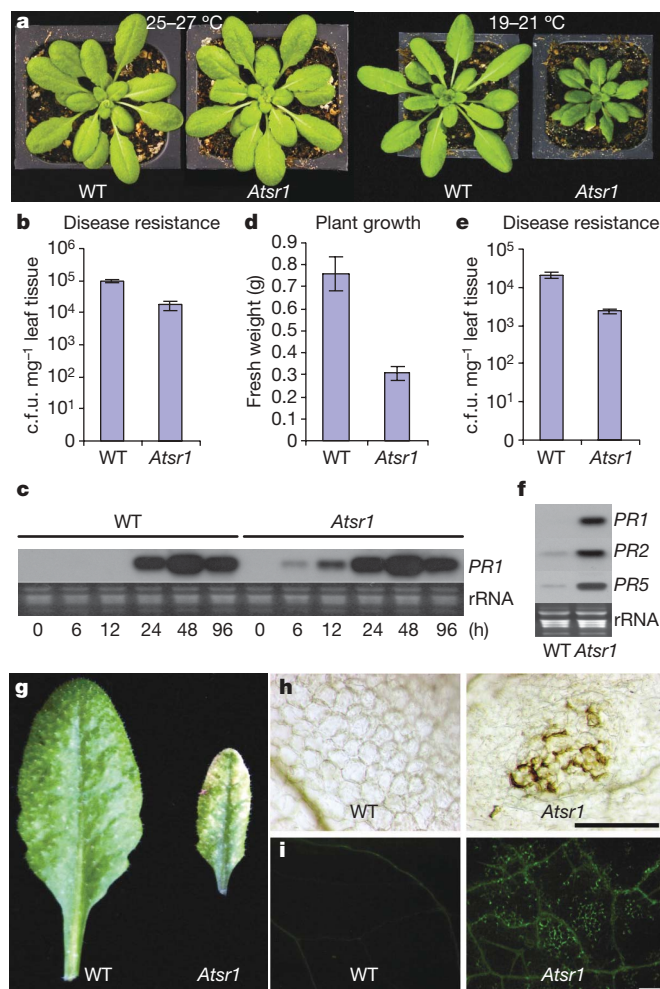 a 25–27 ºC 19–21 ºC
WT Atsr1 WT Atsr1
b Disease resistance
c.f.u. mg⁻¹ leaf tissue
10⁶
10⁵
10⁴
10³
10²
10¹
0
WT Atsr1
d Plant growth
Fresh weight (g)
0.9
0.8
0.7
0.6
0.5
0.4
0.3
0.2
0.1
0
WT Atsr1
e Disease resistance
c.f.u. mg⁻¹ leaf tissue
10⁵
10⁴
10³
10²
10¹
0
WT Atsr1
c
WT Atsr1
PR1
rRNA
0 6 12 24 48 96 0 6 12 24 48 96 (h)
f
PR1
PR2
PR5
rRNA
WT Atsr1
g
WT Atsr1
h
WT Atsr1
i
WT Atsr1